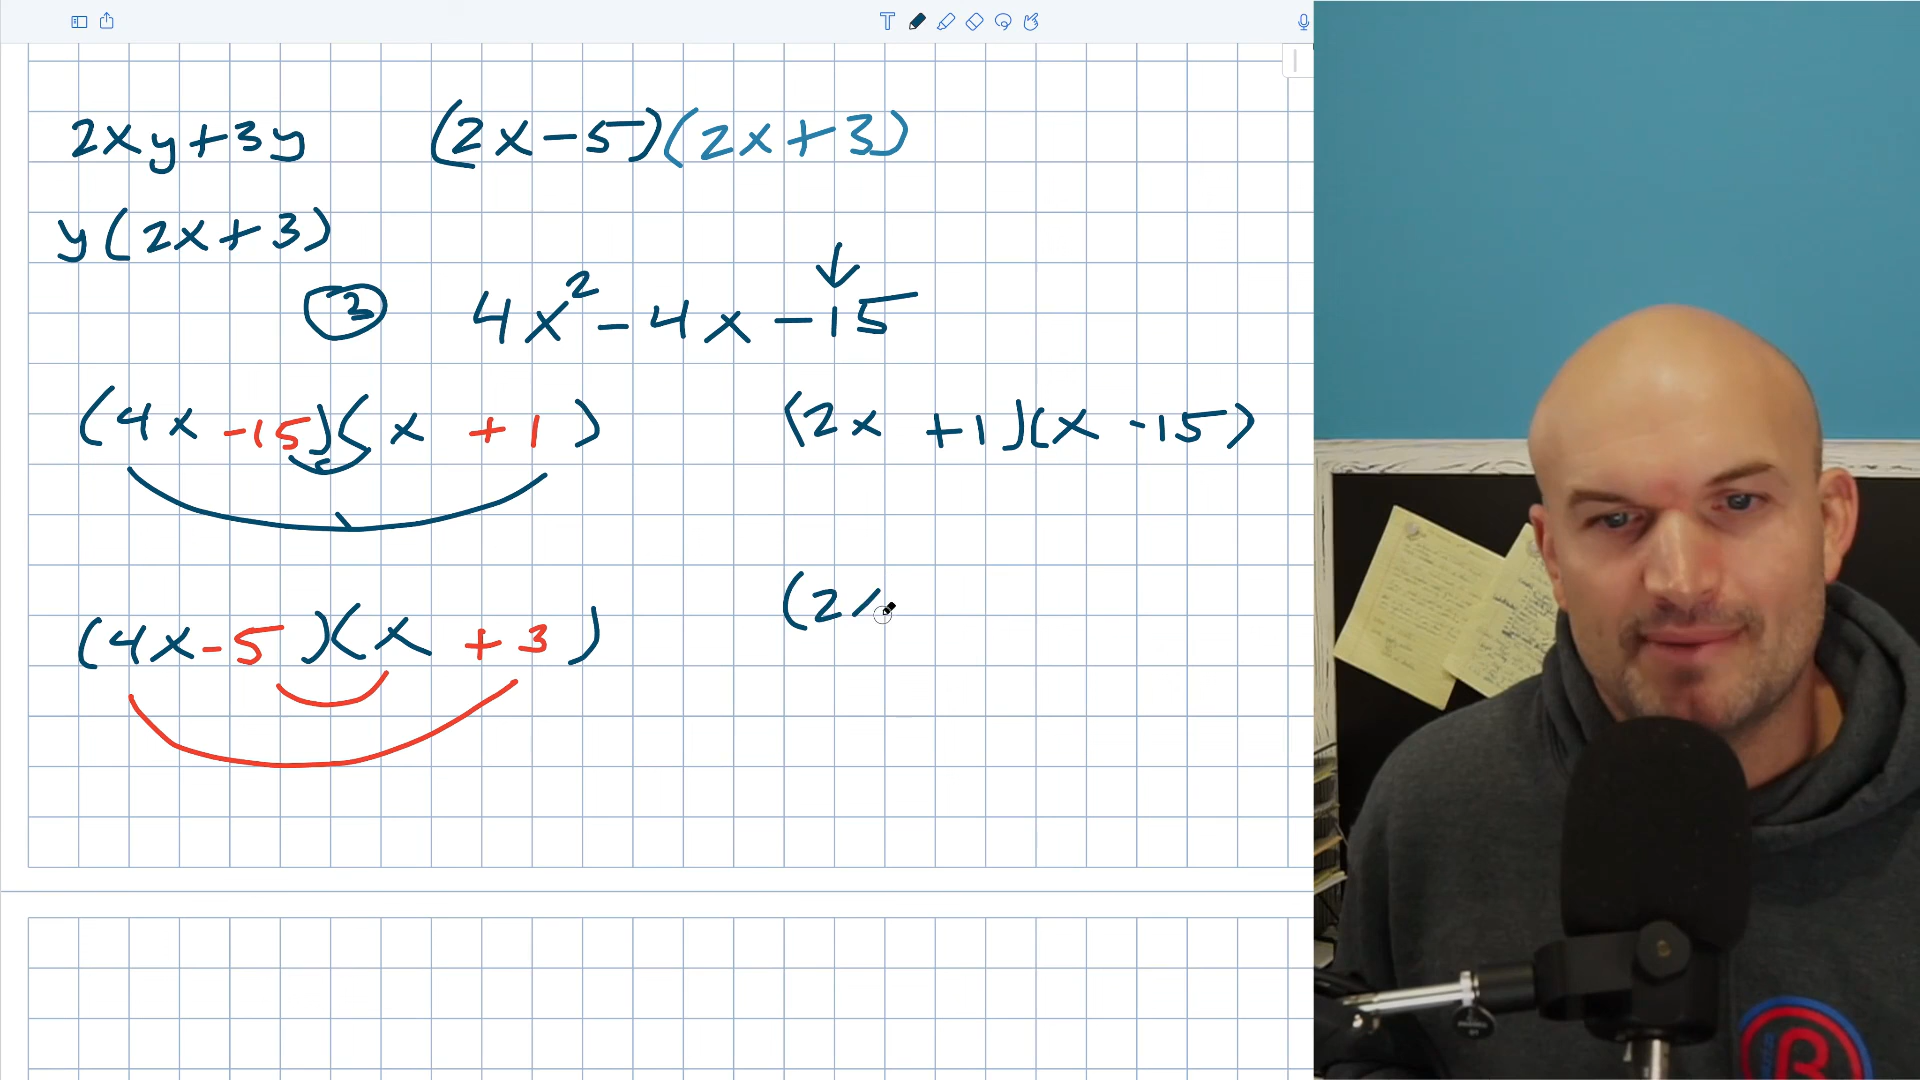 2xy+3y (2x-5)(2x+3)
y(2x+3)
3 4x² - 4x - 15
(4x -15)(x +1) (2x +1)(x -15)
(4x -5)(x +3) (2x